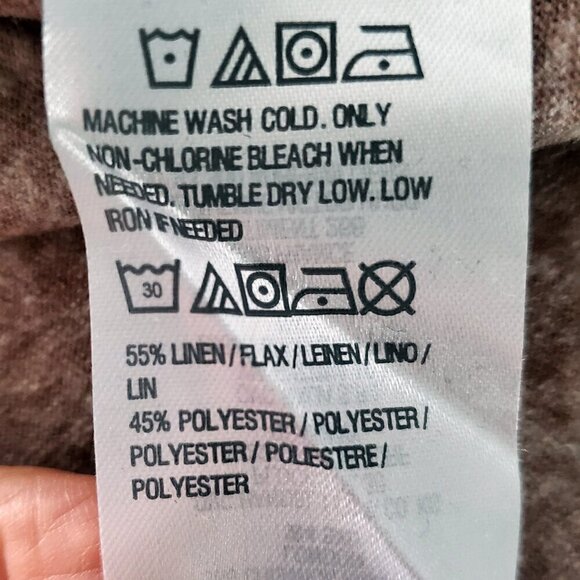 MACHINE WASH COLD. ONLY
NON-CHLORINE BLEACH WHEN
NEEDED. TUMBLE DRY LOW. LOW
IRON IF NEEDED
30
55% LINEN / FLAX / LEINEN / LINO /
LIN
45% POLYESTER / POLYESTER /
POLYESTER / POLIESTERE /
POLYESTER